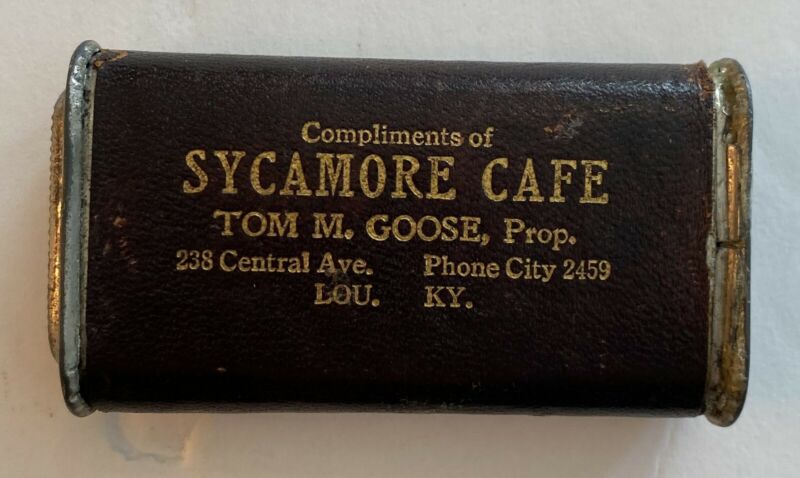 Compliments of
SYCAMORE CAFE
TOM M. GOOSE, Prop.
238 Central Ave. Phone City 2459
LOU. KY.